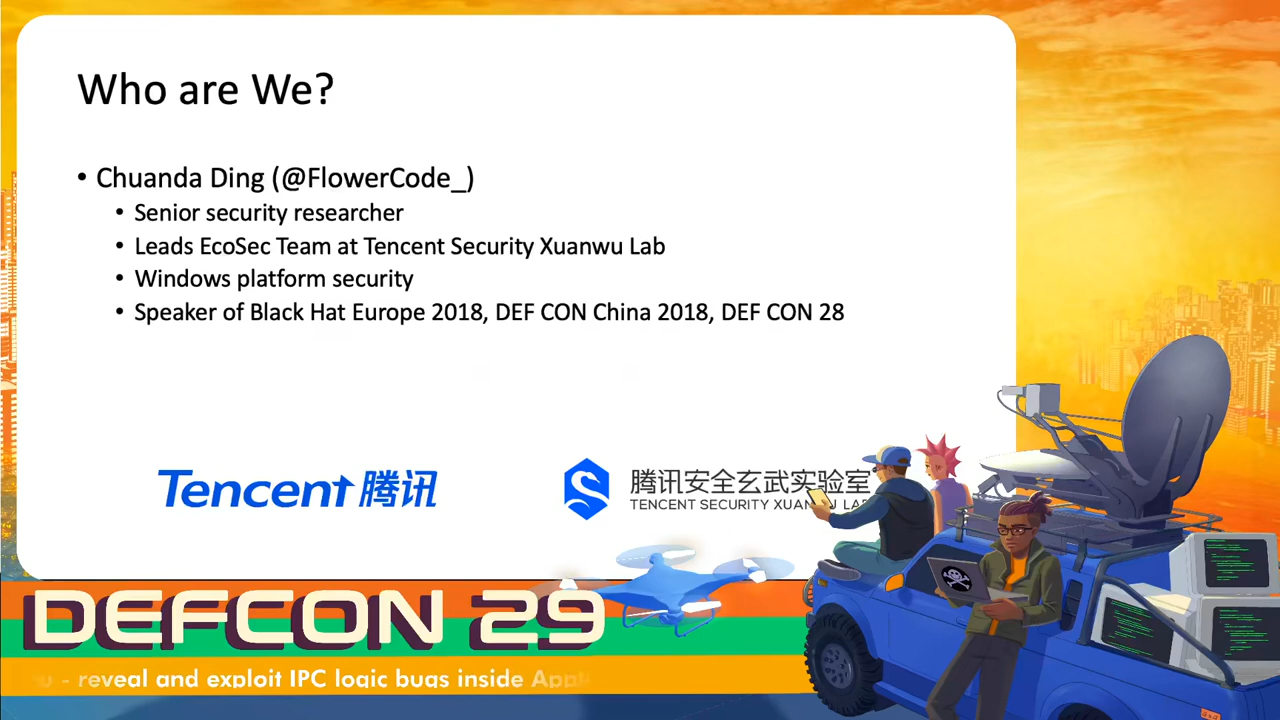 Who are We?
• Chuanda Ding (@FlowerCode_)
• Senior security researcher
• Leads EcoSec Team at Tencent Security Xuanwu Lab
• Windows platform security
• Speaker of Black Hat Europe 2018, DEF CON China 2018, DEF CON 28
Tencent 腾讯
腾讯安全玄武实验室
TENCENT SECURITY XUANWU LAB
DEFCON 29
- reveal and exploit IPC logic bugs inside